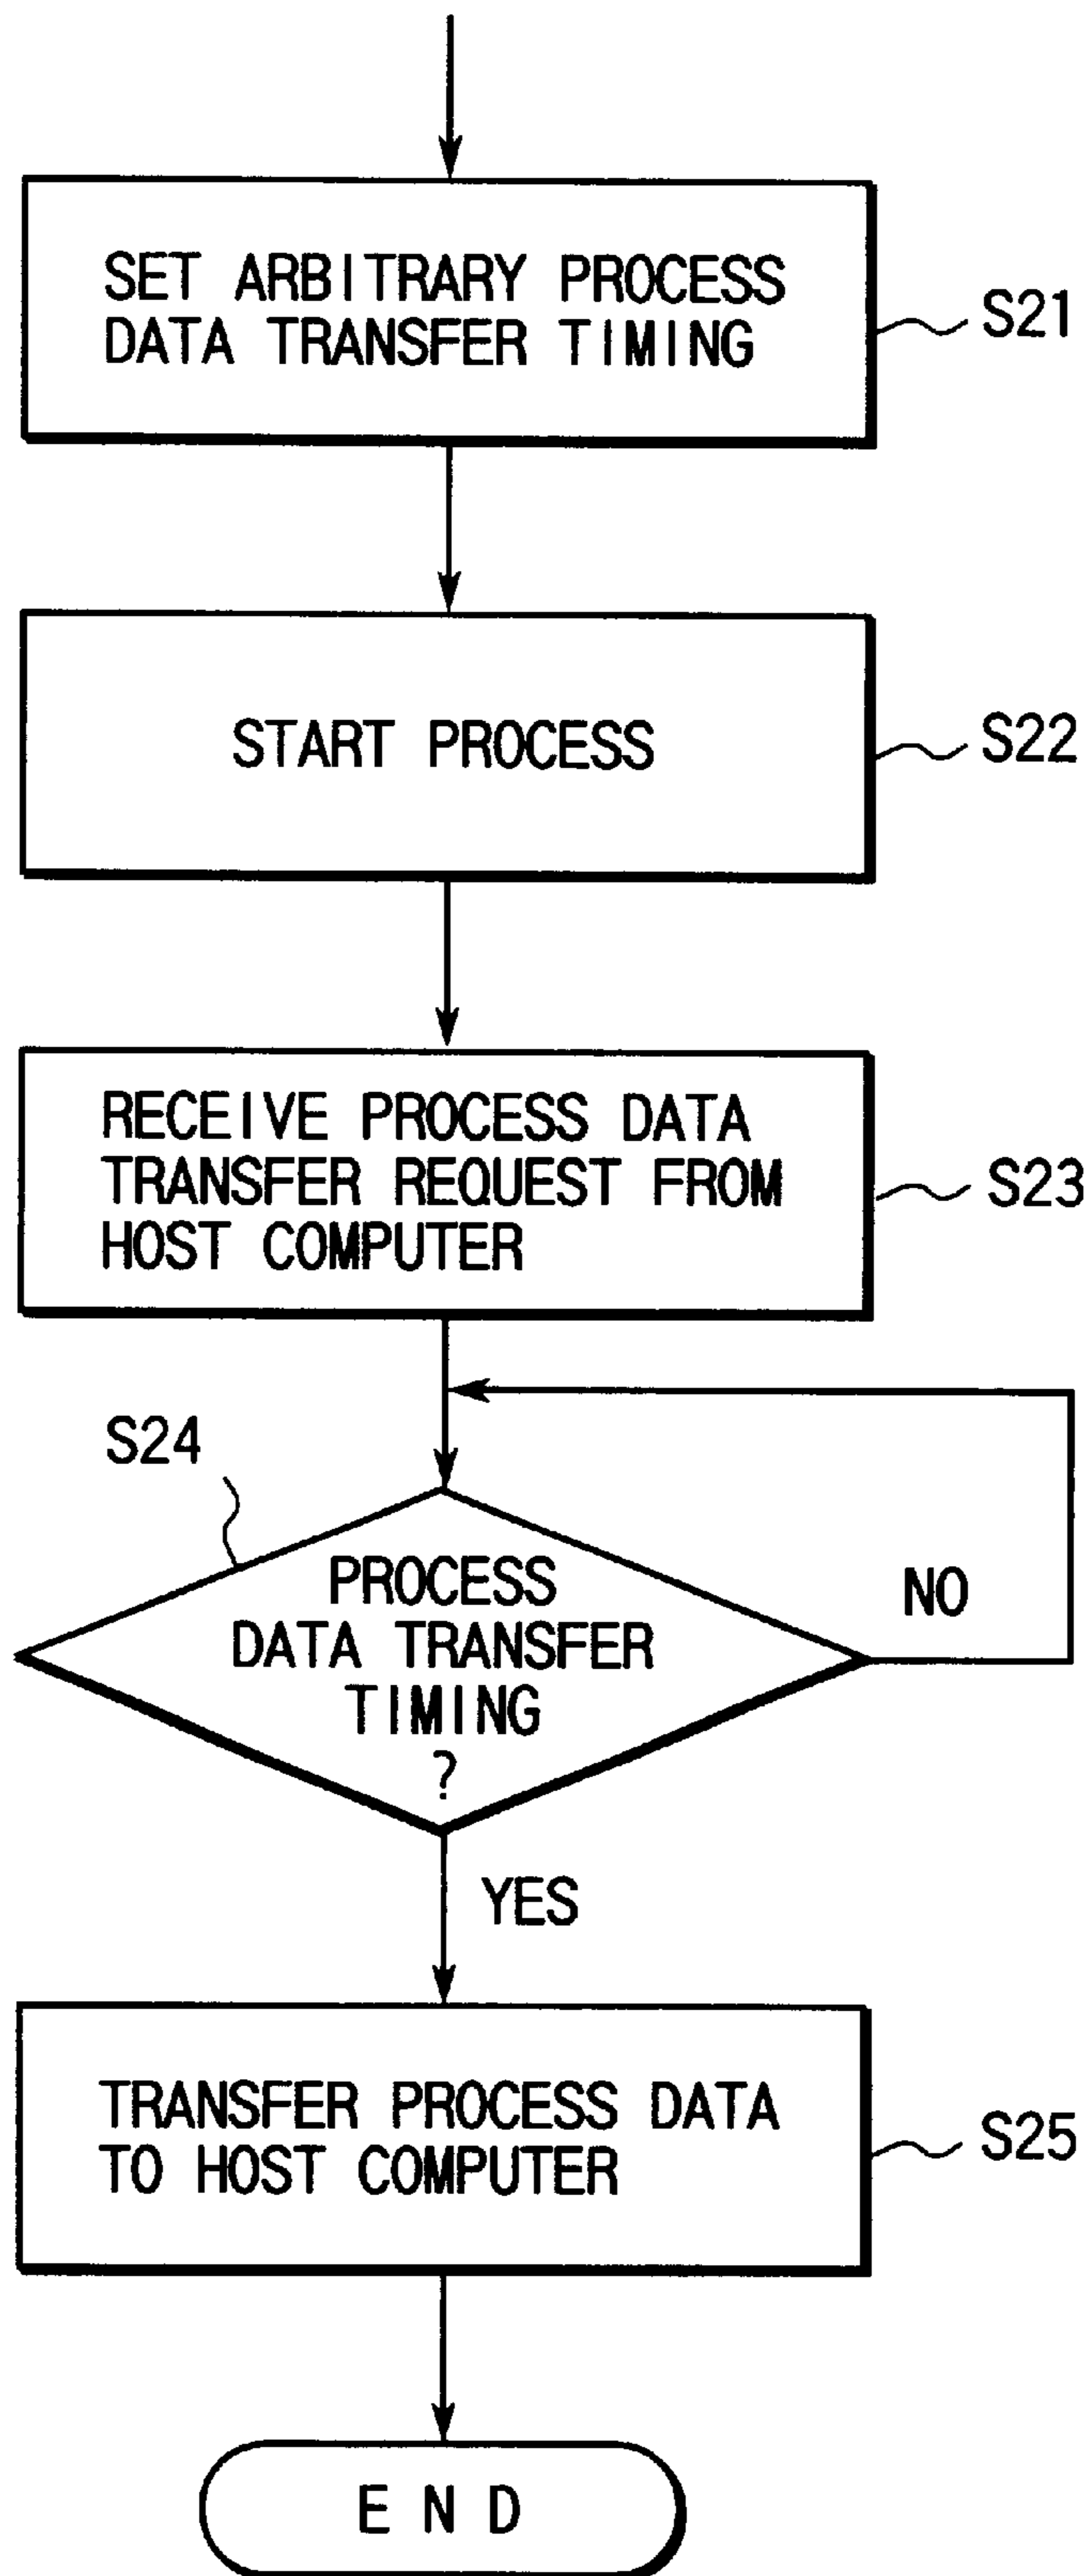 SET ARBITRARY PROCESS
DATA TRANSFER TIMING
S21
START PROCESS
S22
RECEIVE PROCESS DATA
TRANSFER REQUEST FROM
HOST COMPUTER
S23
S24
PROCESS
DATA TRANSFER
TIMING
?
NO
YES
TRANSFER PROCESS DATA
TO HOST COMPUTER
S25
END